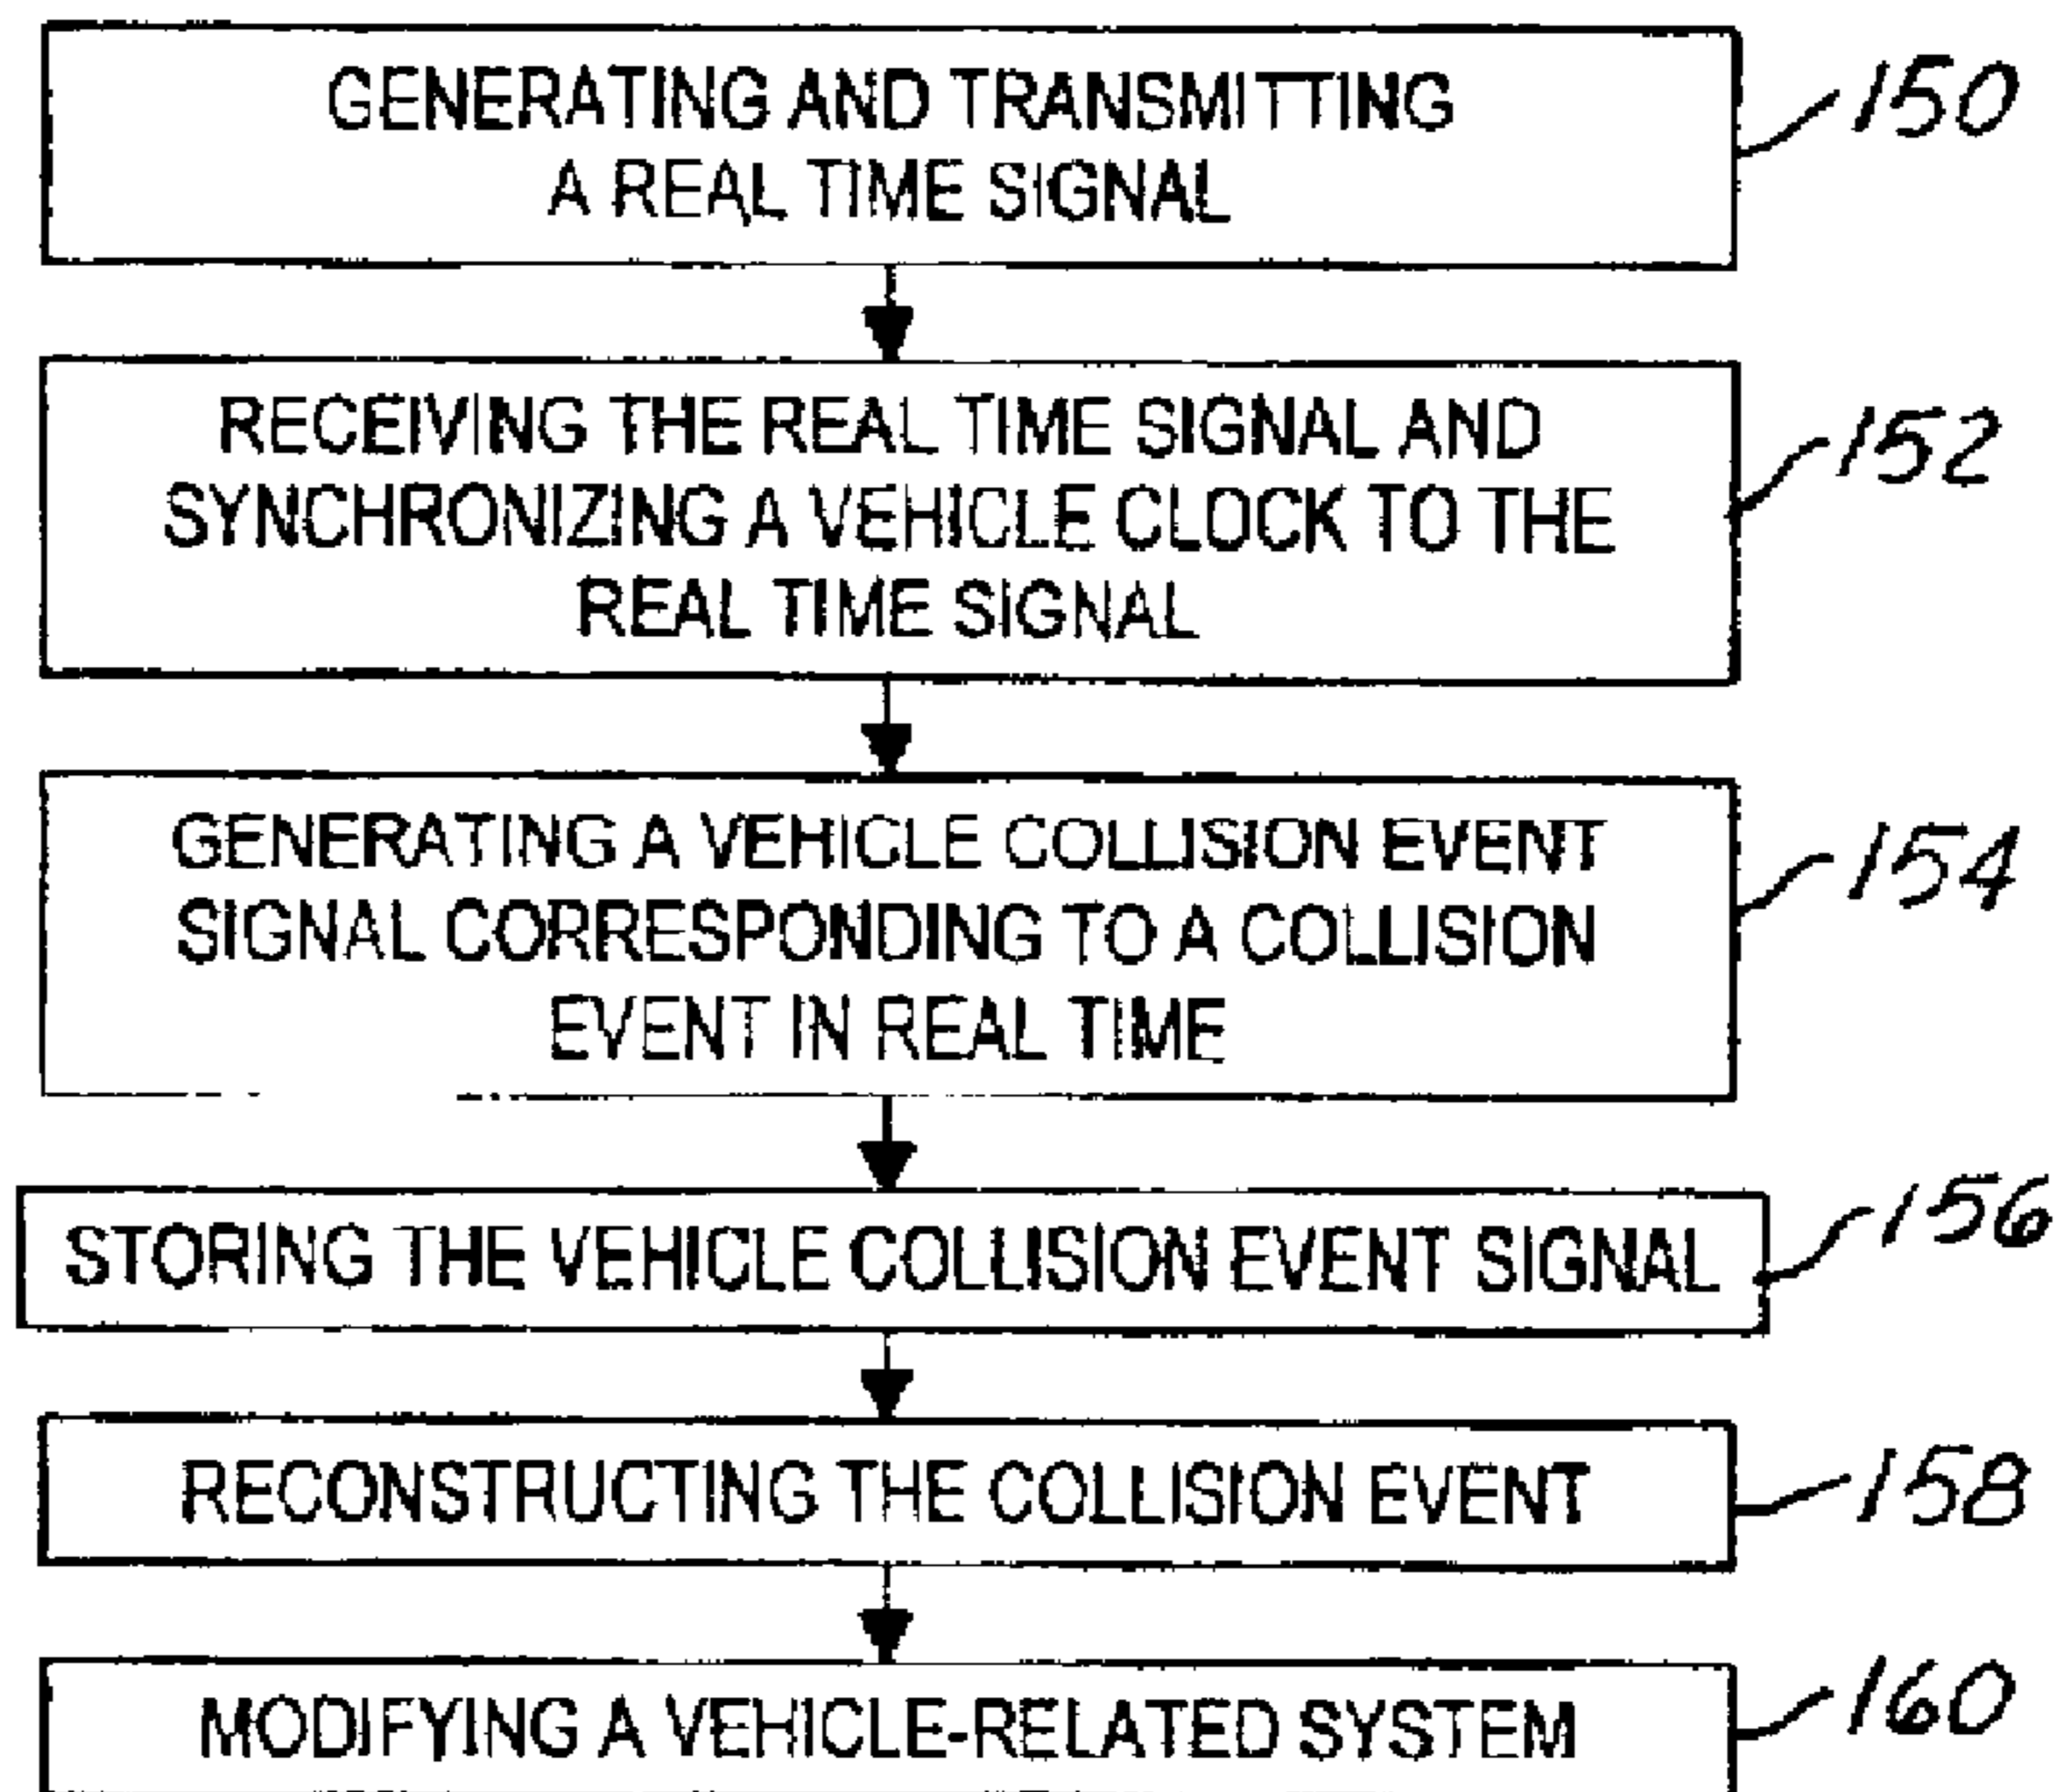 GENERATING AND TRANSMITTING
A REAL TIME SIGNAL
150
RECEIVING THE REAL TIME SIGNAL AND
SYNCHRONIZING A VEHICLE CLOCK TO THE
REAL TIME SIGNAL
152
GENERATING A VEHICLE COLLISION EVENT
SIGNAL CORRESPONDING TO A COLLISION
EVENT IN REAL TIME
154
STORING THE VEHICLE COLLISION EVENT SIGNAL
156
RECONSTRUCTING THE COLLISION EVENT
158
MODIFYING A VEHICLE-RELATED SYSTEM
160